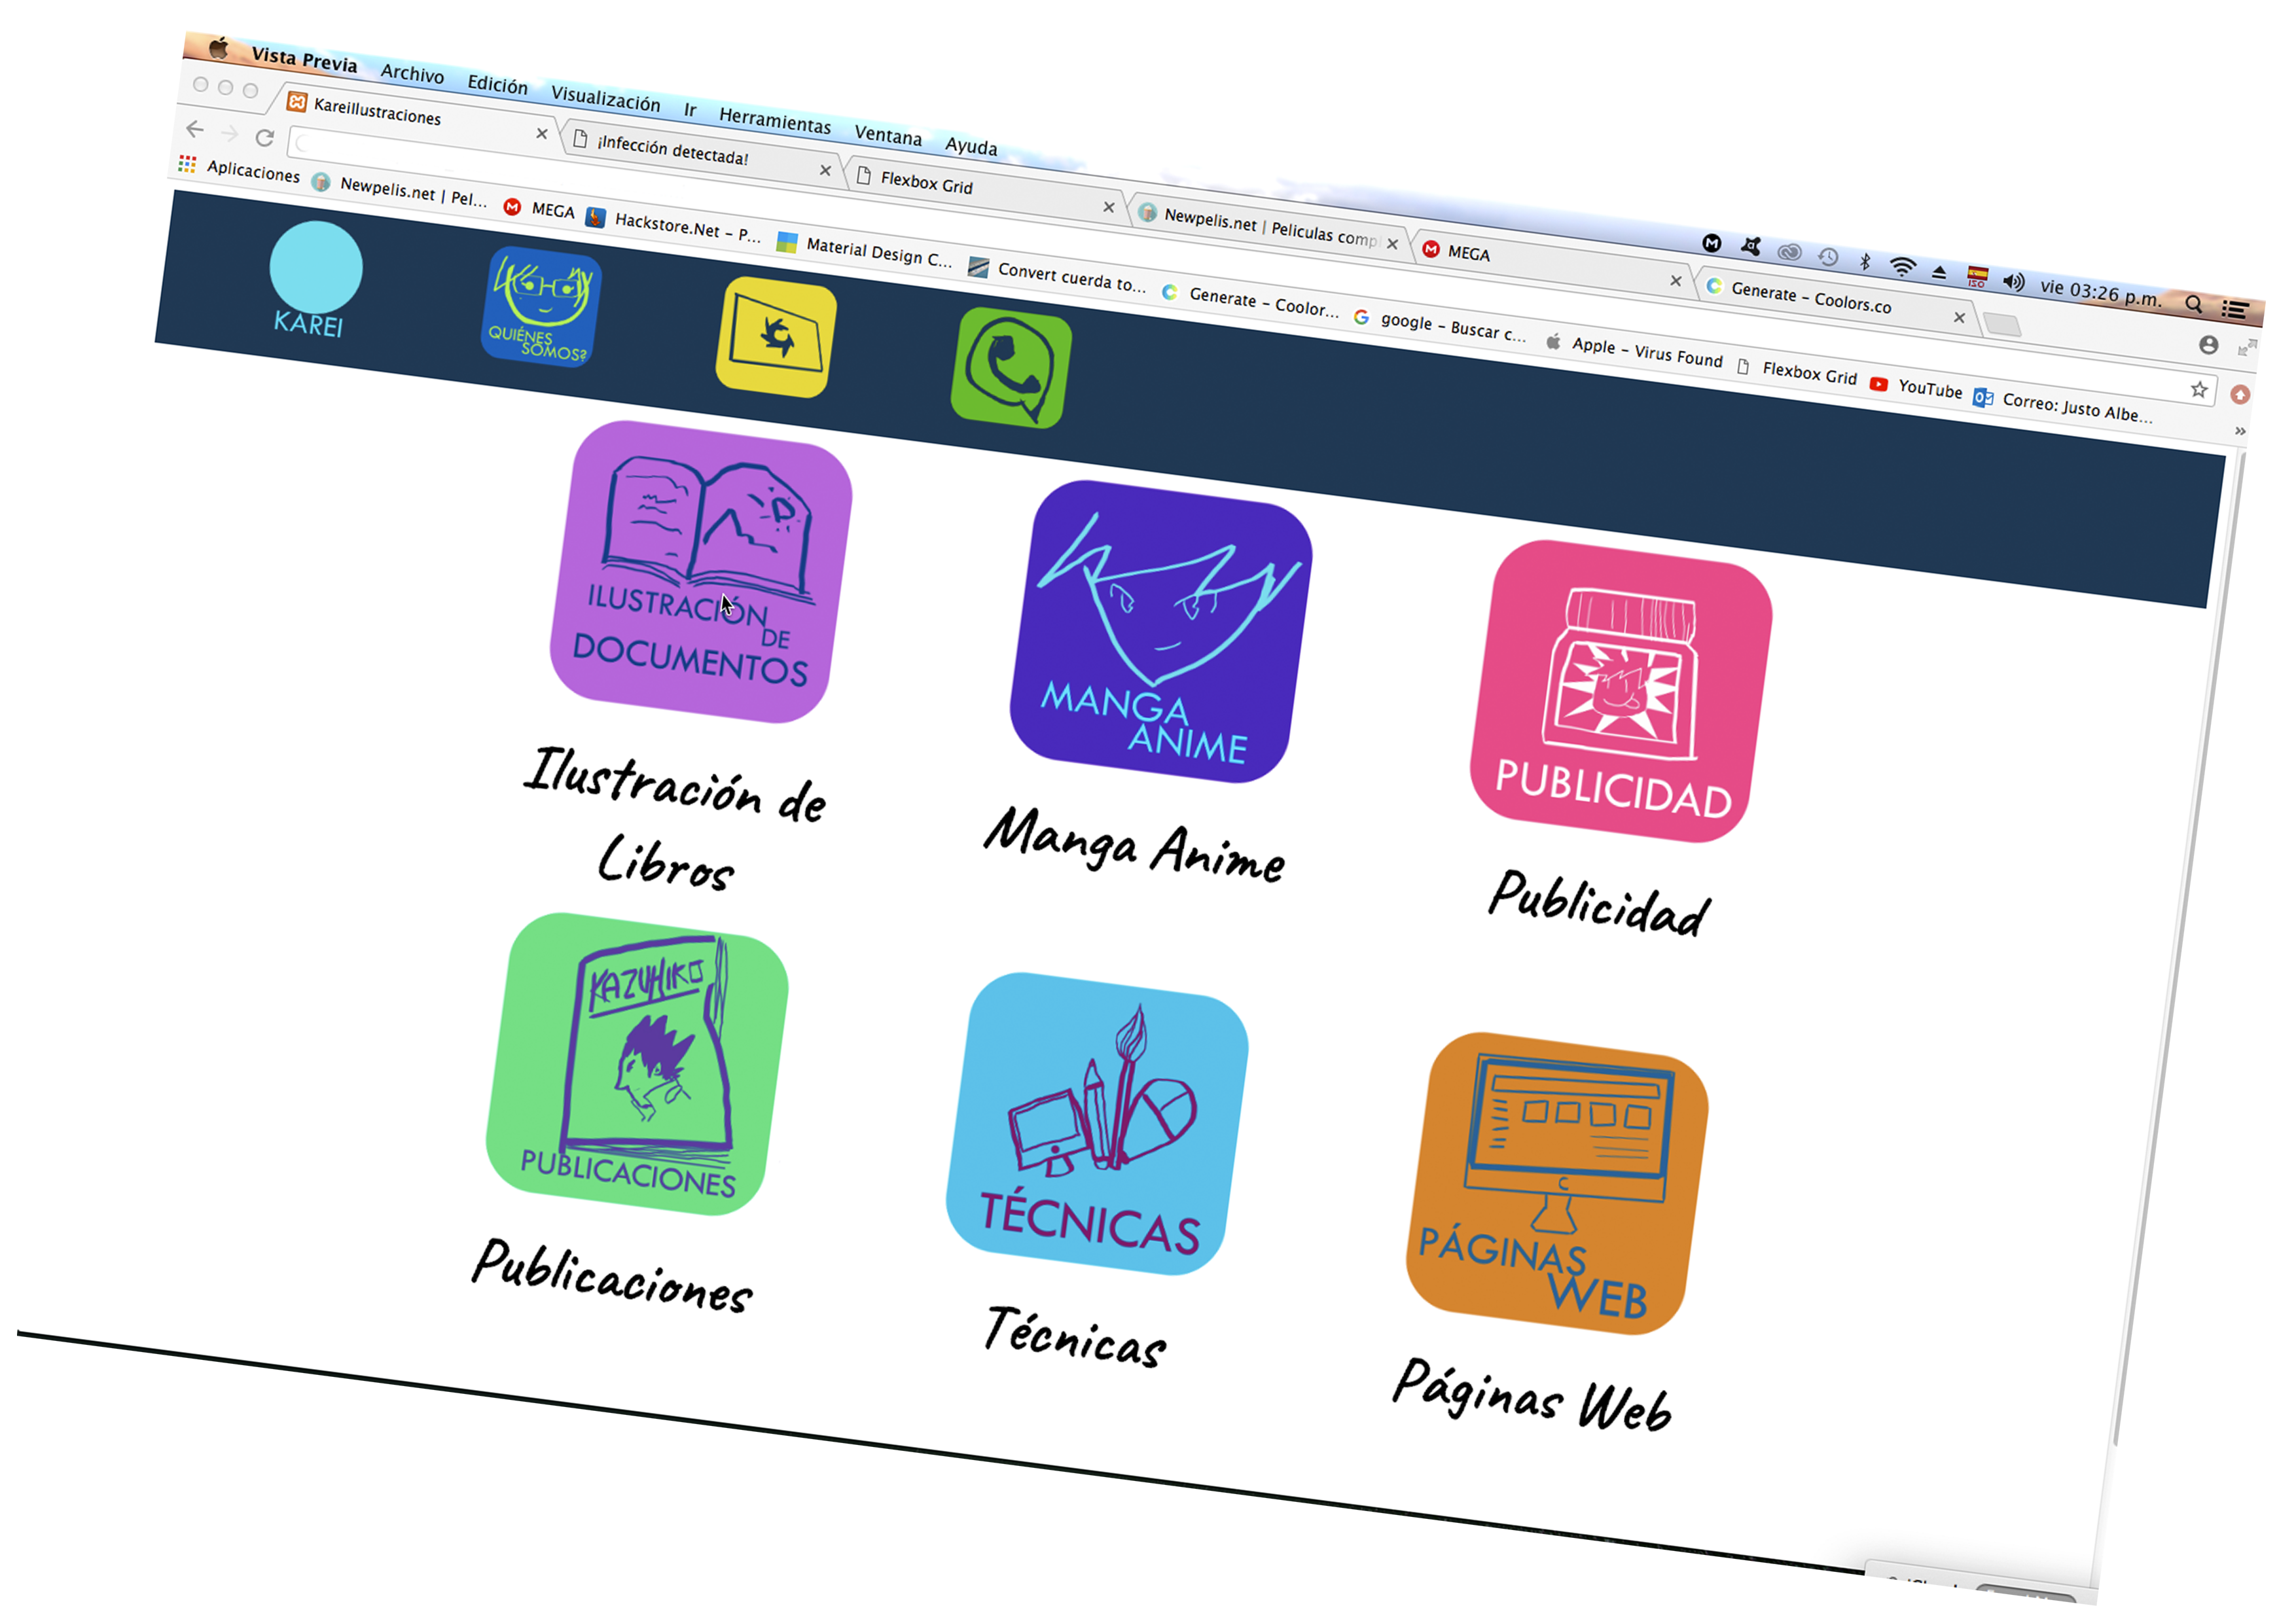 Vista Previa Archivo Edición Visualización Ir Herramientas Ventana Ayuda
vie 03:26 p.m.
Kareillustraciones
¡Infección detectada!
Flexbox Grid
Newpelis.net | Peliculas comp
MEGA
Generate - Coolors.co
Aplicaciones
Newpelis.net | Pel...
MEGA
Hackstore.Net - P...
Material Design C...
Convert cuerda to...
Generate - Coolor...
google - Buscar c...
Apple - Virus Found
Flexbox Grid
YouTube
Correo: Justo Albe...
KAREI
QUIÉNES
SOMOS?
ILUSTRACIÓN
DE
DOCUMENTOS
MANGA
ANIME
PUBLICIDAD
Ilustración de
Libros
Manga Anime
Publicidad
KAZUHIKO
PUBLICACIONES
TÉCNICAS
PÁGINAS
WEB
Publicaciones
Técnicas
Páginas Web